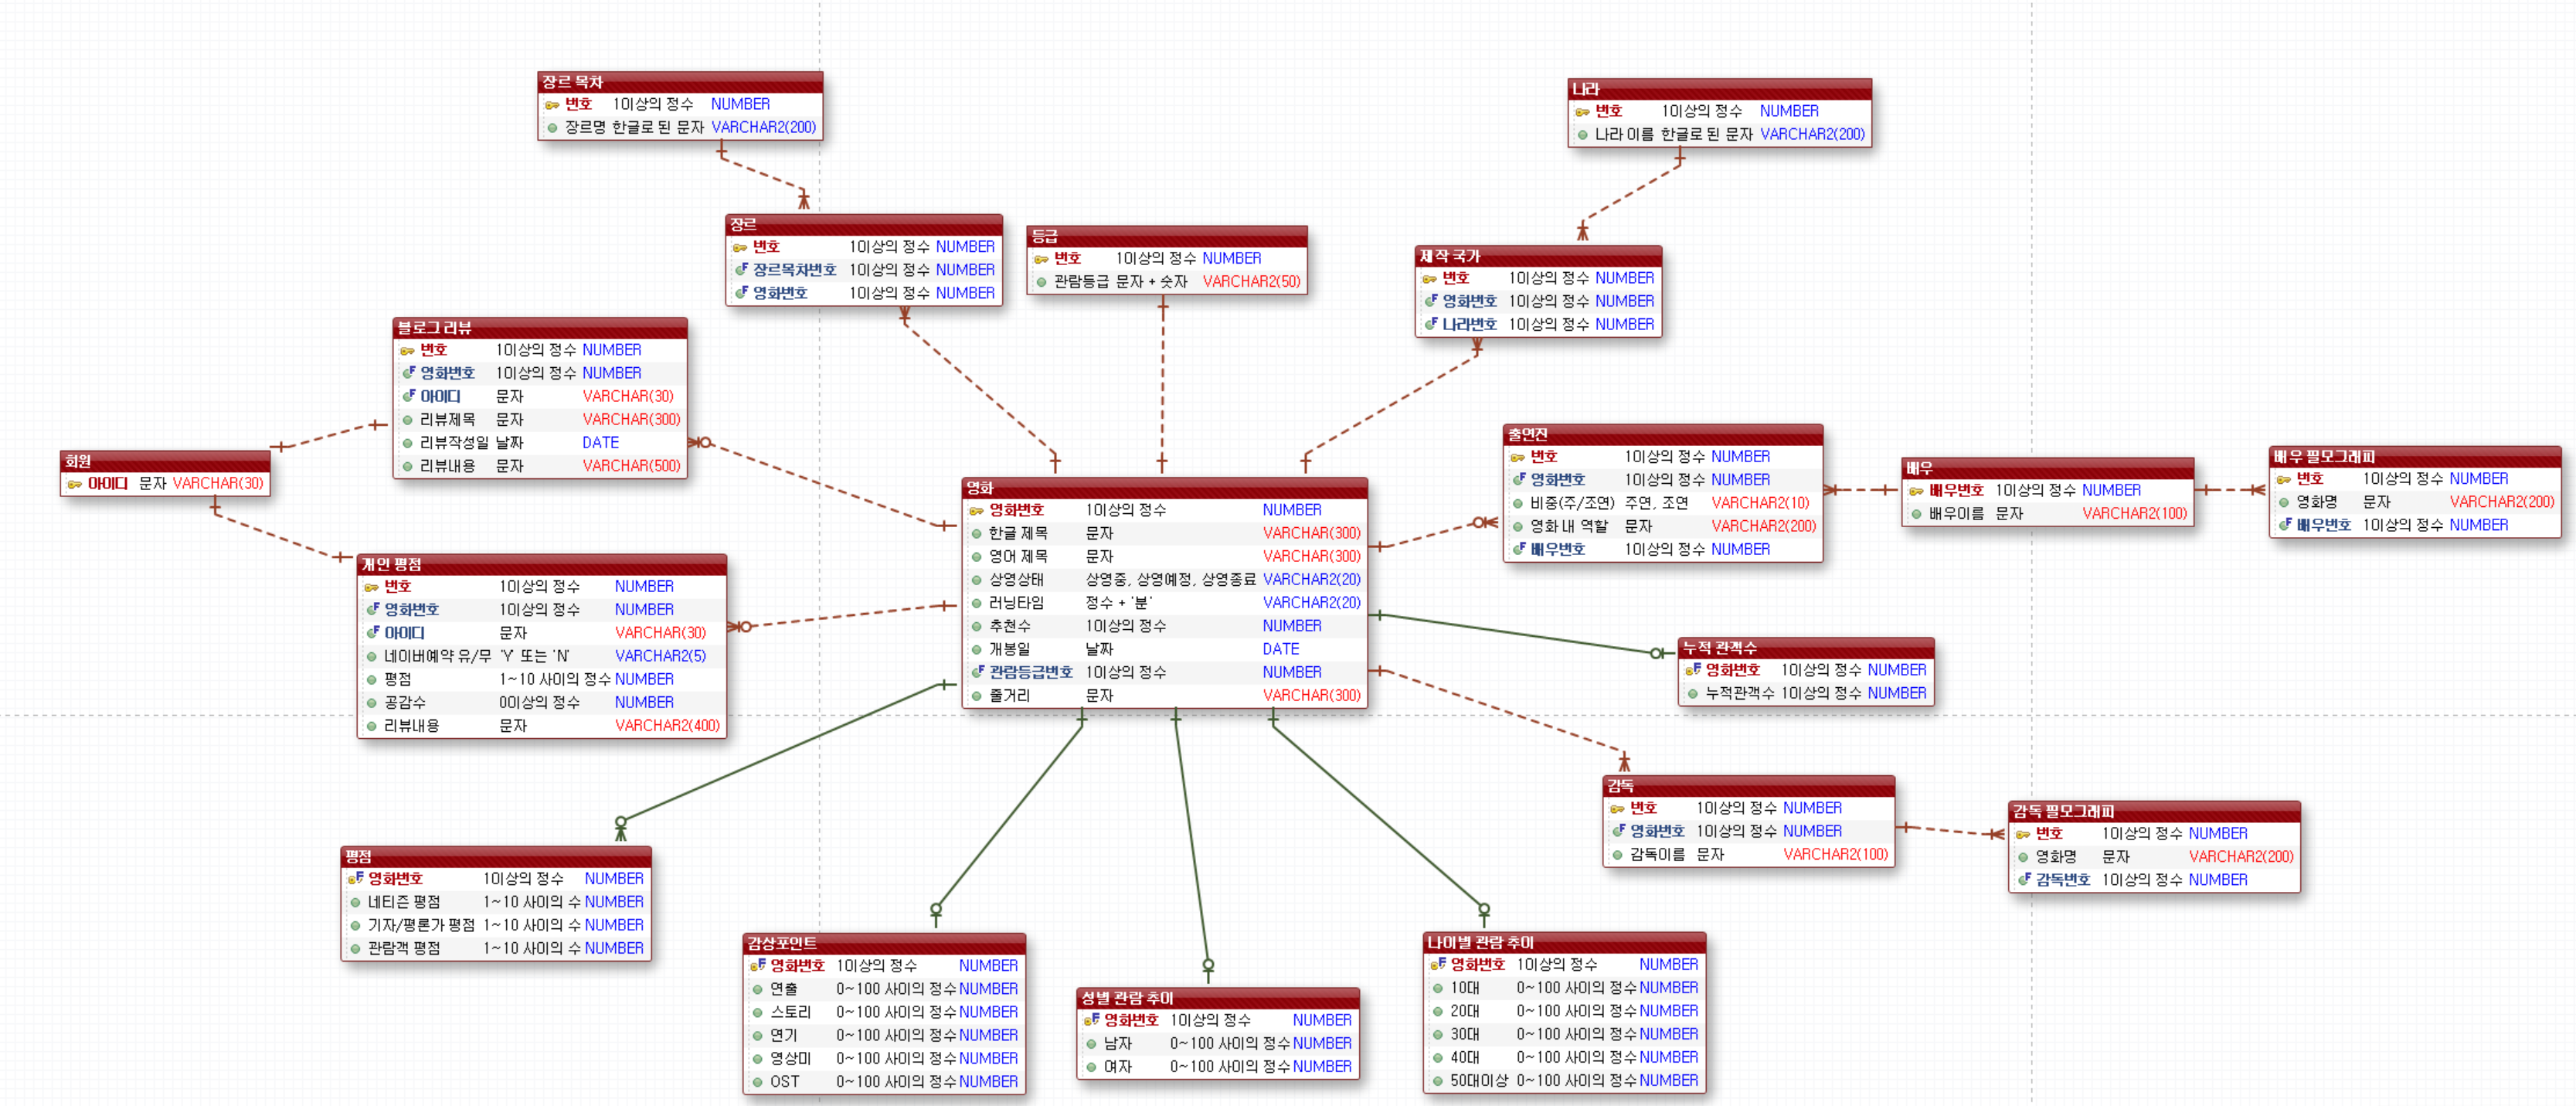 장르 목차
번호 1이상의 정수 NUMBER
장르명 한글로 된 문자 VARCHAR2(200)
나라
번호 1이상의 정수 NUMBER
나라 이름 한글로 된 문자 VARCHAR2(200)
장르
번호 1이상의 정수 NUMBER
장르목차번호 1이상의 정수 NUMBER
영화번호 1이상의 정수 NUMBER
등급
번호 1이상의 정수 NUMBER
관람등급 문자 + 숫자 VARCHAR2(50)
제작 국가
번호 1이상의 정수 NUMBER
영화번호 1이상의 정수 NUMBER
나라번호 1이상의 정수 NUMBER
블로그 리뷰
번호 1이상의 정수 NUMBER
영화번호 1이상의 정수 NUMBER
아이디 문자 VARCHAR(30)
리뷰제목 문자 VARCHAR(300)
리뷰작성일 날짜 DATE
리뷰내용 문자 VARCHAR(500)
회원
아이디 문자 VARCHAR(30)
영화
영화번호 1이상의 정수 NUMBER
한글 제목 문자 VARCHAR(300)
영어 제목 문자 VARCHAR(300)
상영상태 상영중, 상영예정, 상영종료 VARCHAR2(20)
러닝타임 정수 + '분' VARCHAR2(20)
추천수 1이상의 정수 NUMBER
개봉일 날짜 DATE
관람등급번호 1이상의 정수 NUMBER
줄거리 문자 VARCHAR(300)
출연진
번호 1이상의 정수 NUMBER
영화번호 1이상의 정수 NUMBER
비중(주/조연) 주연, 조연 VARCHAR2(10)
영화 내 역할 문자 VARCHAR2(200)
배우번호 1이상의 정수 NUMBER
배우
배우번호 1이상의 정수 NUMBER
배우이름 문자 VARCHAR2(100)
배우 필모그래피
번호 1이상의 정수 NUMBER
영화명 문자 VARCHAR2(200)
배우번호 1이상의 정수 NUMBER
개인 평점
번호 1이상의 정수 NUMBER
영화번호 1이상의 정수 NUMBER
아이디 문자 VARCHAR(30)
네이버예약 유/무 'Y' 또는 'N' VARCHAR2(5)
평점 1~10 사이의 정수 NUMBER
공감수 0이상의 정수 NUMBER
리뷰내용 문자 VARCHAR2(400)
누적 관객수
영화번호 1이상의 정수 NUMBER
누적관객수 1이상의 정수 NUMBER
감독
번호 1이상의 정수 NUMBER
영화번호 1이상의 정수 NUMBER
감독이름 문자 VARCHAR2(100)
감독 필모그래피
번호 1이상의 정수 NUMBER
영화명 문자 VARCHAR2(200)
감독번호 1이상의 정수 NUMBER
평점
영화번호 1이상의 정수 NUMBER
네티즌 평점 1~10 사이의 수 NUMBER
기자/평론가 평점 1~10 사이의 수 NUMBER
관람객 평점 1~10 사이의 수 NUMBER
감상포인트
영화번호 1이상의 정수 NUMBER
연출 0~100 사이의 정수 NUMBER
스토리 0~100 사이의 정수 NUMBER
연기 0~100 사이의 정수 NUMBER
영상미 0~100 사이의 정수 NUMBER
OST 0~100 사이의 정수 NUMBER
성별 관람 추이
영화번호 1이상의 정수 NUMBER
남자 0~100 사이의 정수 NUMBER
여자 0~100 사이의 정수 NUMBER
나이별 관람 추이
영화번호 1이상의 정수 NUMBER
10대 0~100 사이의 정수 NUMBER
20대 0~100 사이의 정수 NUMBER
30대 0~100 사이의 정수 NUMBER
40대 0~100 사이의 정수 NUMBER
50대이상 0~100 사이의 정수 NUMBER